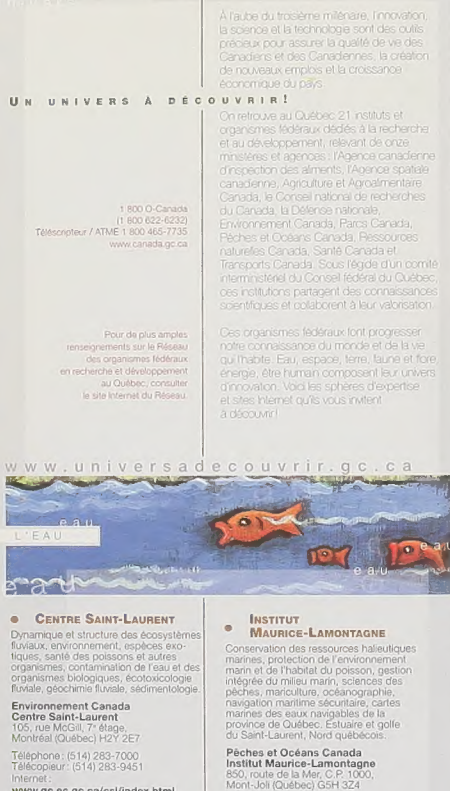 À l'aube du troisième millénaire, l'innovation,
la science et la technologie sont des outils
précieux pour assurer la qualité de vie des
Canadiens et des Canadiennes, la création
de nouveaux emplois et la croissance
économique du pays.
UN UNIVERS À DÉCOUVRIR!
On retrouve au Québec 21 instituts et
organismes fédéraux dédiés à la recherche
et au développement, relevant de onze
ministères et agences : l'Agence canadienne
d'inspection des aliments, l'Agence spatiale
canadienne, Agriculture et Agroalimentaire
Canada, le Conseil national de recherches
du Canada, la Défense nationale,
Environnement Canada, Parcs Canada,
Pêches et Océans Canada, Ressources
naturelles Canada, Santé Canada et
Transports Canada. Sous l'égide d'un comité
interministériel du Conseil fédéral du Québec,
ces institutions partagent des connaissances
scientifiques et collaborent à leur valorisation.
1 800 O-Canada
(1 800 622-6232)
Téléscripteur / ATME 1 800 465-7735
www.canada.gc.ca
Pour de plus amples
renseignements sur le Réseau
des organismes fédéraux
en recherche et développement
au Québec, consulter
le site Internet du Réseau.
Ces organismes fédéraux font progresser
notre connaissance du monde et de la vie
qui l'habite. Eau, espace, terre, faune et flore,
énergie, être humain composent leur univers
d'innovation. Voici les sphères d'expertise
et sites Internet qu'ils vous invitent
à découvrir!
www.universadecouvrir.gc.ca
eau
L'EAU
eau
eau
eau
CENTRE SAINT-LAURENT
Dynamique et structure des écosystèmes
fluviaux, environnement, espèces exo-
tiques, santé des poissons et autres
organismes, contamination de l'eau et des
organismes biologiques, écotoxicologie
fluviale, géochimie fluviale, sédimentologie.
Environnement Canada
Centre Saint-Laurent
105, rue McGill, 7e étage,
Montréal (Québec) H2Y 2E7
Téléphone : (514) 283-7000
Télécopieur : (514) 283-9451
Internet :
www.qc.ec.gc.ca/csl/index.html
INSTITUT
MAURICE-LAMONTAGNE
Conservation des ressources halieutiques
marines, protection de l'environnement
marin et de l'habitat du poisson, gestion
intégrée du milieu marin, sciences des
pêches, mariculture, océanographie,
navigation maritime sécuritaire, cartes
marines des eaux navigables de la
province de Québec. Estuaire et golfe
du Saint-Laurent, Nord québécois.
Pêches et Océans Canada
Institut Maurice-Lamontagne
850, route de la Mer, C.P. 1000,
Mont-Joli (Québec) G5H 3Z4